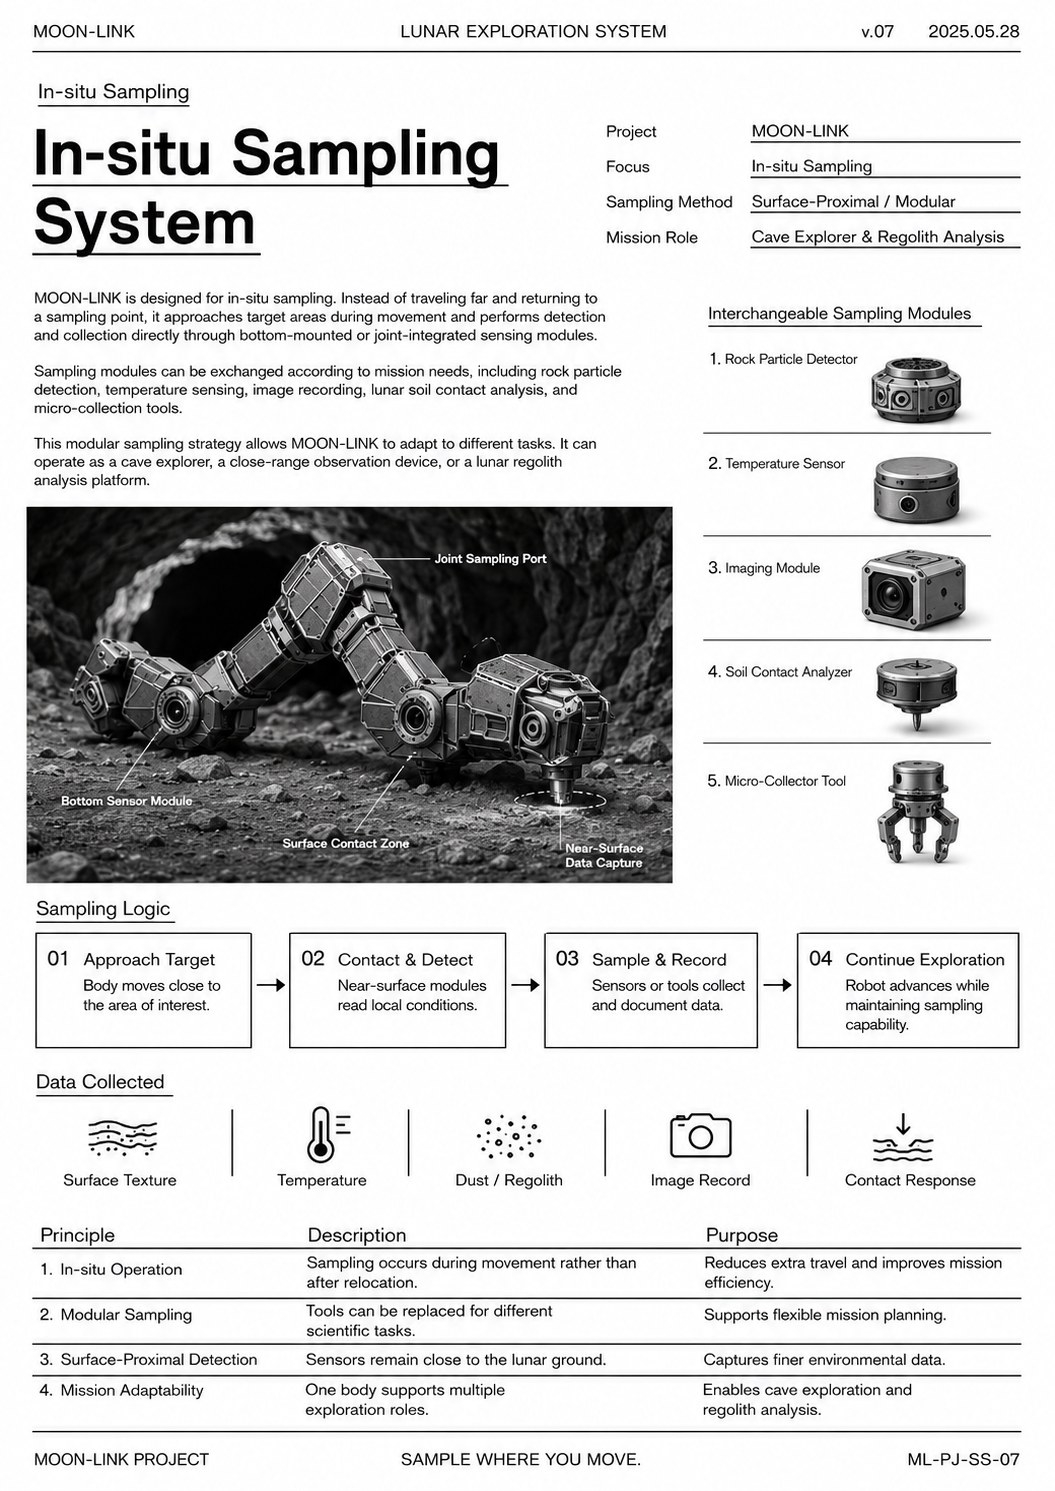 MOON-LINK
LUNAR EXPLORATION SYSTEM
v.07
2025.05.28
In-situ Sampling
In-situ Sampling
System
Project
MOON-LINK
Focus
In-situ Sampling
Sampling Method
Surface-Proximal / Modular
Mission Role
Cave Explorer & Regolith Analysis
MOON-LINK is designed for in-situ sampling. Instead of traveling far and returning to
a sampling point, it approaches target areas during movement and performs detection
and collection directly through bottom-mounted or joint-integrated sensing modules.
Sampling modules can be exchanged according to mission needs, including rock particle
detection, temperature sensing, image recording, lunar soil contact analysis, and
micro-collection tools.
This modular sampling strategy allows MOON-LINK to adapt to different tasks. It can
operate as a cave explorer, a close-range observation device, or a lunar regolith
analysis platform.
Interchangeable Sampling Modules
1. Rock Particle Detector
2. Temperature Sensor
3. Imaging Module
4. Soil Contact Analyzer
5. Micro-Collector Tool
Joint Sampling Port
Bottom Sensor Module
Surface Contact Zone
Near-Surface
Data Capture
Sampling Logic
01 Approach Target
Body moves close to
the area of interest.
02 Contact & Detect
Near-surface modules
read local conditions.
03 Sample & Record
Sensors or tools collect
and document data.
04 Continue Exploration
Robot advances while
maintaining sampling
capability.
Data Collected
Surface Texture
Temperature
Dust / Regolith
Image Record
Contact Response
Principle
Description
Purpose
1. In-situ Operation
Sampling occurs during movement rather than
after relocation.
Reduces extra travel and improves mission
efficiency.
2. Modular Sampling
Tools can be replaced for different
scientific tasks.
Supports flexible mission planning.
3. Surface-Proximal Detection
Sensors remain close to the lunar ground.
Captures finer environmental data.
4. Mission Adaptability
One body supports multiple
exploration roles.
Enables cave exploration and
regolith analysis.
MOON-LINK PROJECT
SAMPLE WHERE YOU MOVE.
ML-PJ-SS-07